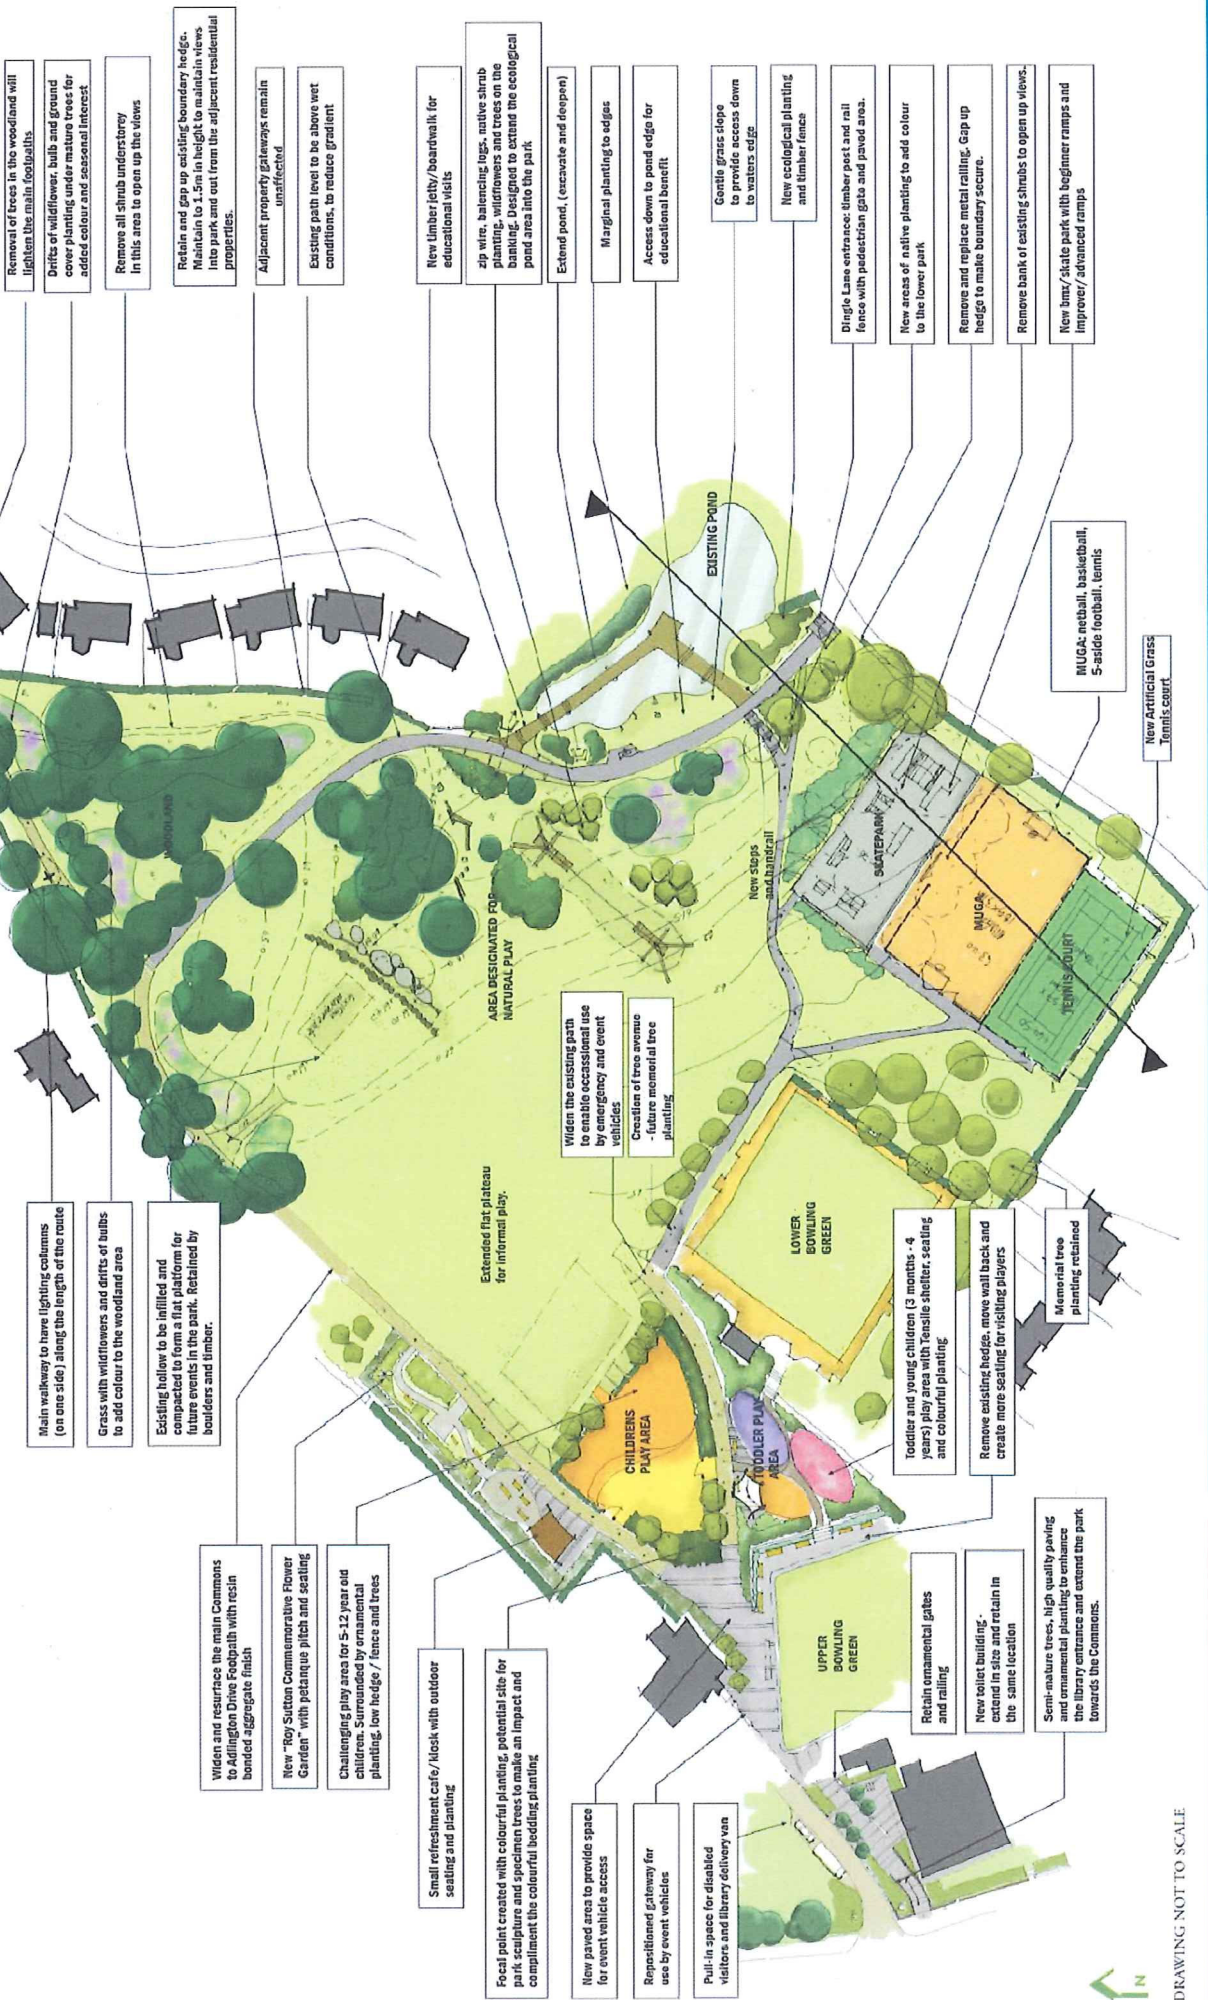 Removal of trees in the woodland will
lighten the main footpaths
Drifts of wildflower, bulb and ground
cover planting under mature trees for
added colour and seasonal interest
Remove all shrub understorey
in this area to open up the views
Retain and gap up existing boundary hedge.
Maintain to 1.5m in height to maintain views
into park and out from the adjacent residential
properties.
Adjacent property gateways remain
unaffected
Existing path level to be above wet
conditions, to reduce gradient
New timber jetty/boardwalk for
educational visits
zip wire, balancing logs, native shrub
planting, wildflowers and trees on the
banking. Designed to extend the ecological
pond area into the park
Extend pond, (excavate and deepen)
Marginal planting to edges
Access down to pond edge for
educational benefit
Gentle grass slope
to provide access down
to waters edge
New ecological planting
and timber fence
Dingle Lane entrance: timber post and rail
fence with pedestrian gate and paved area.
New areas of native planting to add colour
to the lower park
Remove and replace metal railing. Gap up
hedge to make boundary secure.
Remove bank of existing shrubs to open up views.
New bmx/skate park with beginner ramps and
improver/advanced ramps
MUGA: netball, basketball,
5-aside football, tennis
New Artificial Grass
Tennis court
EXISTING POND
WOODLAND
AREA DESIGNATED FOR
NATURAL PLAY
New steps
and handrail
SKATEPARK
MUGA
TENNIS COURT
Widen the existing path
to enable occassional use
by emergency and event
vehicles
Creation of tree avenue
- future memorial tree
planting
Extended flat plateau
for informal play.
LOWER
BOWLING
GREEN
CHILDRENS
PLAY AREA
TODDLER PLAY
AREA
UPPER
BOWLING
GREEN
Main walkway to have lighting columns
(on one side) along the length of the route
Grass with wildflowers and drifts of bulbs
to add colour to the woodland area
Existing hollow to be infilled and
compacted to form a flat platform for
future events in the park. Retained by
boulders and timber.
Widen and resurface the main Commons
to Adlington Drive Footpath with resin
bonded aggregate finish
New "Roy Sutton Commemorative Flower
Garden" with petanque pitch and seating
Challenging play area for 5-12 year old
children. Surrounded by ornamental
planting, low hedge / fence and trees
Small refreshment cafe/kiosk with outdoor
seating and planting
Focal point created with colourful planting, potential site for
park sculpture and specimen trees to make an impact and
compliment the colourful bedding planting
New paved area to provide space
for event vehicle access
Repositioned gateway for
use by event vehicles
Pull-in space for disabled
visitors and library delivery van
Memorial tree
planting retained
Toddler and young children (3 months - 4
years) play area with Tensile shelter, seating
and colourful planting
Remove existing hedge, move wall back and
create more seating for visiting players
Retain ornamental gates
and railing
New toilet building -
extend in size and retain in
the same location
Semi-mature trees, high quality paving
and ornamental planting to enhance
the library entrance and extend the park
towards the Commons.
N
DRAWING NOT TO SCALE